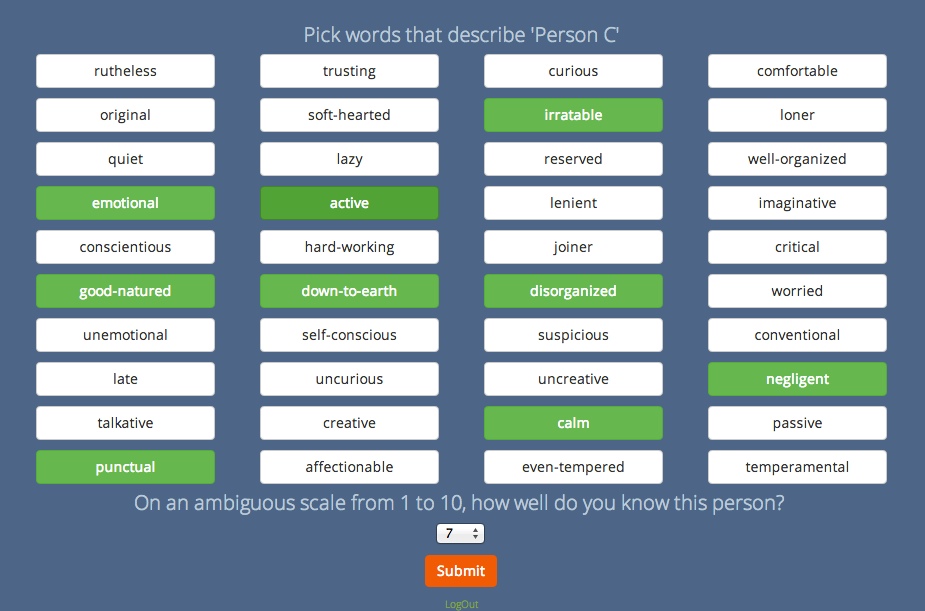 Pick words that describe 'Person C'
rutheless trusting curious comfortable
original soft-hearted irratable loner
quiet lazy reserved well-organized
emotional active lenient imaginative
conscientious hard-working joiner critical
good-natured down-to-earth disorganized worried
unemotional self-conscious suspicious conventional
late uncurious uncreative negligent
talkative creative calm passive
punctual affectionable even-tempered temperamental
On an ambiguous scale from 1 to 10, how well do you know this person?
7
Submit
LogOut